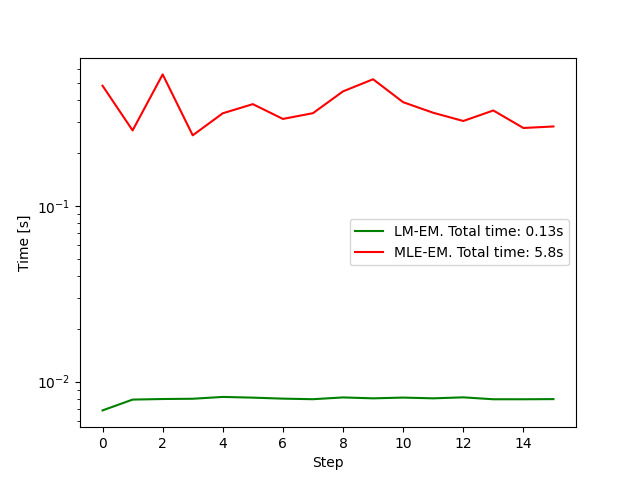 10⁻¹
10⁻²
Time [s]
LM-EM. Total time: 0.13s
MLE-EM. Total time: 5.8s
0 2 4 6 8 10 12 14
Step